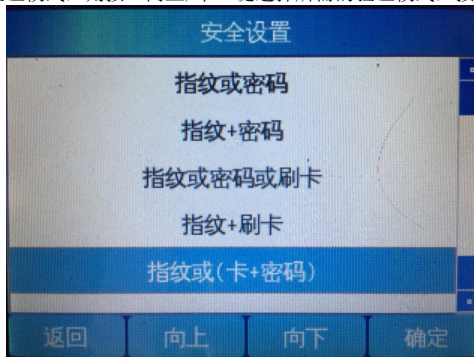 安全设置
指纹或密码
指纹+密码
指纹或密码或刷卡
指纹+刷卡
指纹或(卡+密码)
返回 向上 向下 确定